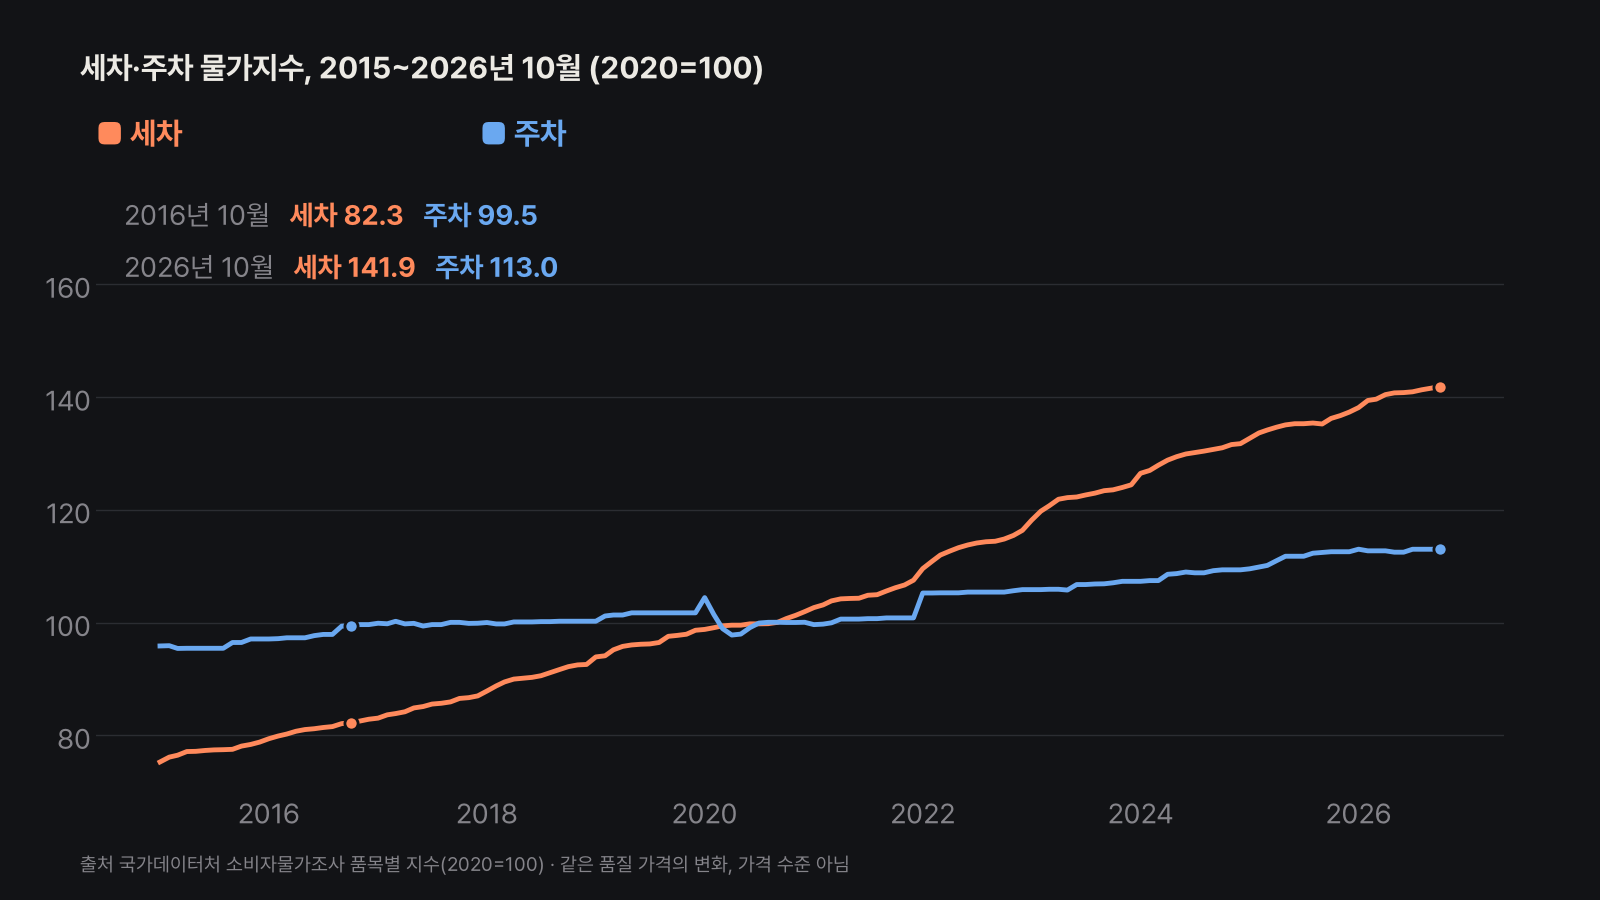 세차·주차 물가지수, 2015~2026년 10월 (2020=100)
세차 주차
2016년 10월 세차 82.3 주차 99.5
2026년 10월 세차 141.9 주차 113.0
160
140
120
100
80
2016 2018 2020 2022 2024 2026
출처 국가데이터처 소비자물가조사 품목별 지수(2020=100) · 같은 품질 가격의 변화, 가격 수준 아님